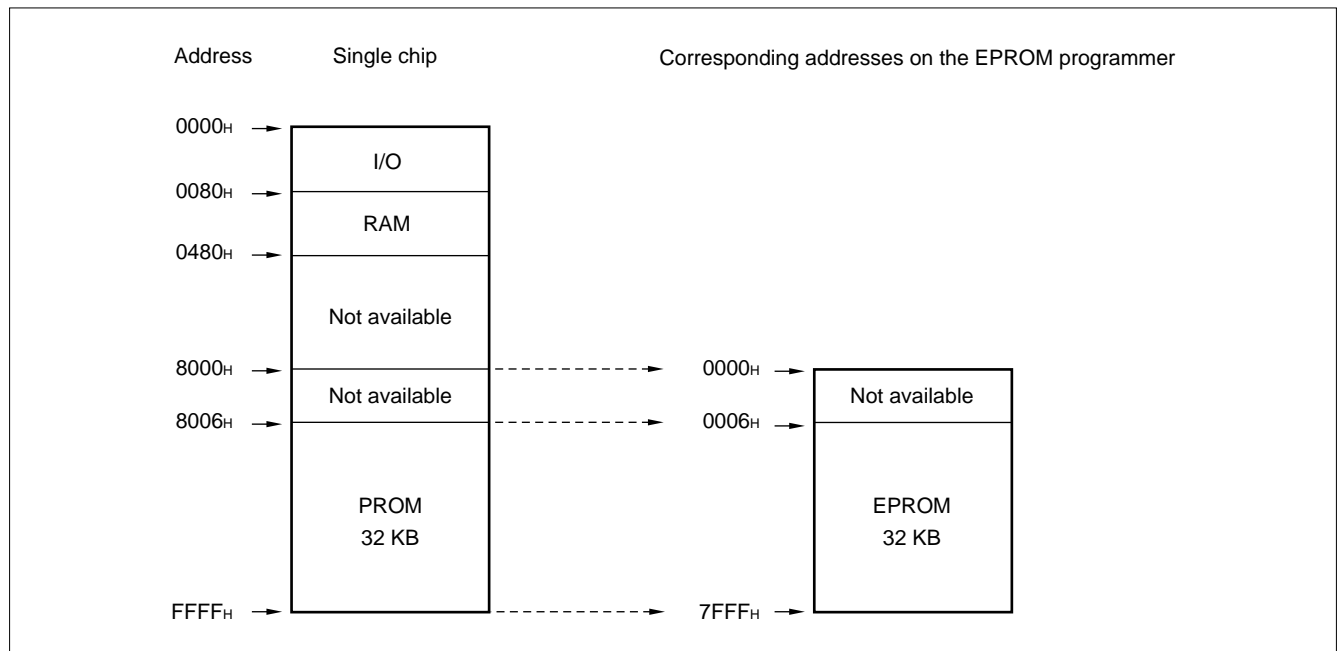 Address Single chip Corresponding addresses on the EPROM programmer
0000H
I/O
0080H
RAM
0480H
Not available
8000H 0000H
Not available Not available
8006H 0006H
PROM EPROM
32 KB 32 KB
FFFFH 7FFFH